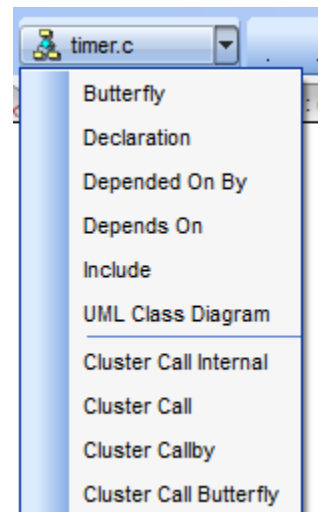 timer.c
Butterfly
Declaration
Depended On By
Depends On
Include
UML Class Diagram
Cluster Call Internal
Cluster Call
Cluster Callby
Cluster Call Butterfly